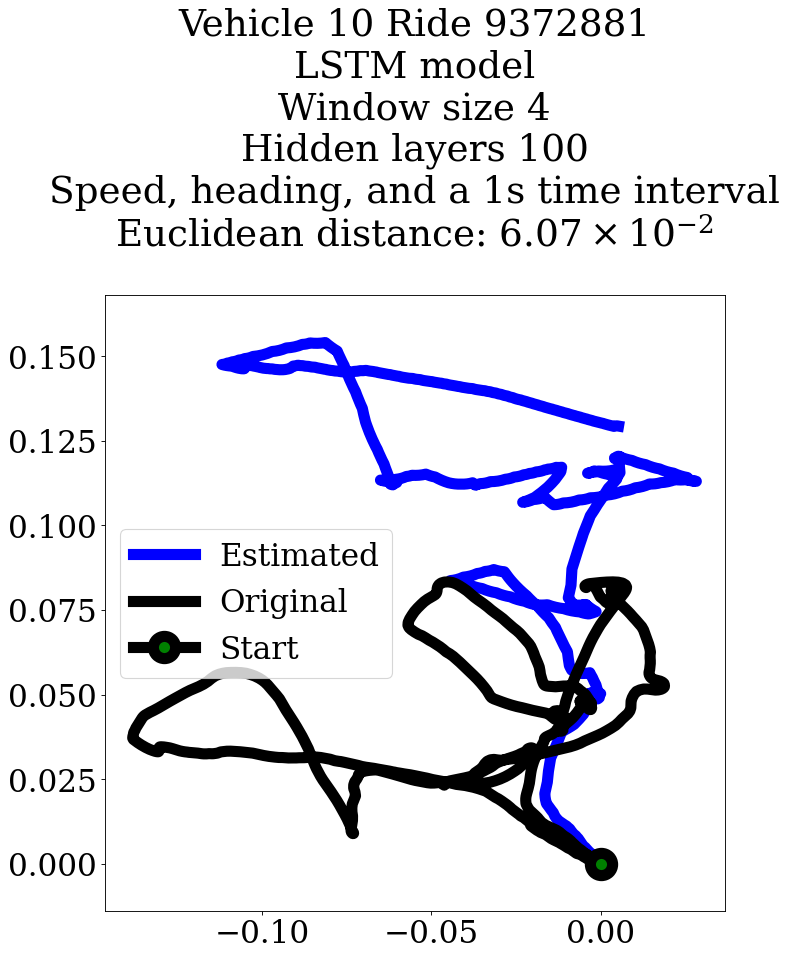 Vehicle 10 Ride 9372881
LSTM model
Window size 4
Hidden layers 100
Speed, heading, and a 1s time interval
Euclidean distance: 6.07 × 10⁻²
0.150
0.125
0.100
0.075
0.050
0.025
0.000
Estimated
Original
Start
−0.10 −0.05 0.00